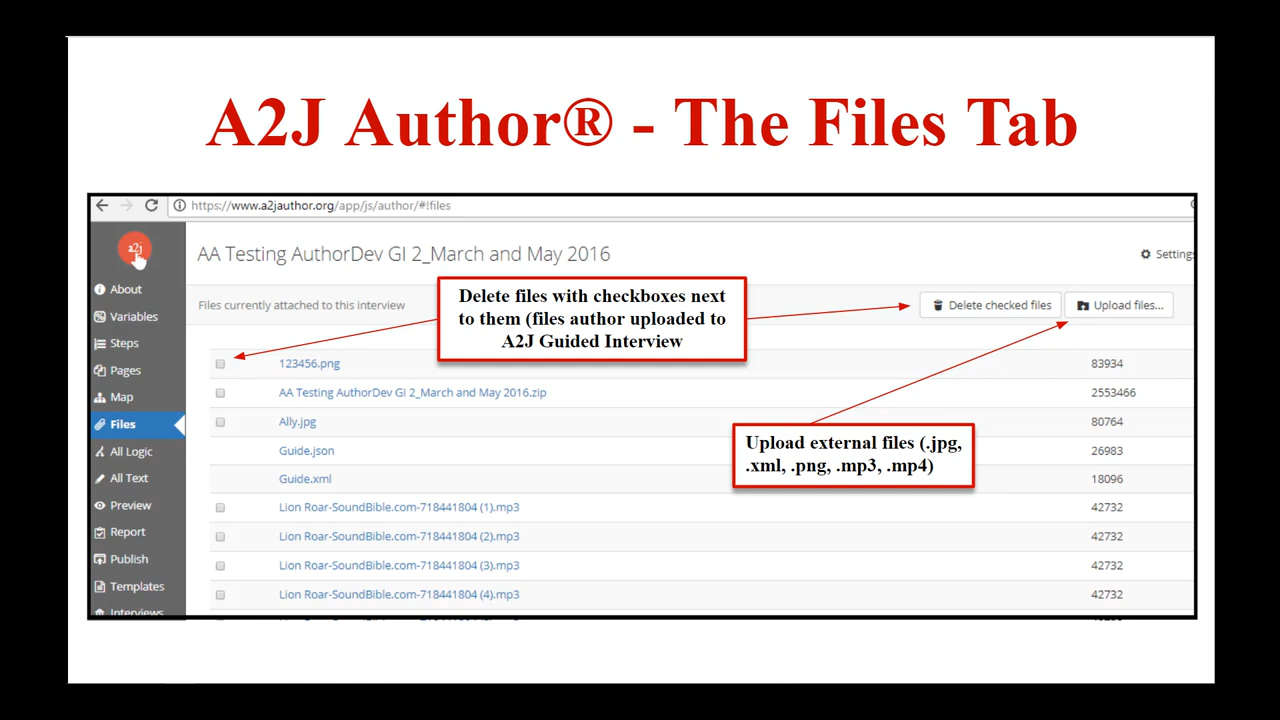 A2J Author® - The Files Tab
https://www.a2jauthor.org/app/js/author/#!files
a2j
AA Testing AuthorDev GI 2_March and May 2016
Settings
About
Variables
Steps
Pages
Map
Files
All Logic
All Text
Preview
Report
Publish
Templates
Interviews
Files currently attached to this interview
Delete files with checkboxes next
to them (files author uploaded to
A2J Guided Interview
Delete checked files
Upload files...
123456.png 83934
AA Testing AuthorDev GI 2_March and May 2016.zip 2553466
Ally.jpg 80764
Upload external files (.jpg,
.xml, .png, .mp3, .mp4)
Guide.json 26983
Guide.xml 18096
Lion Roar-SoundBible.com-718441804 (1).mp3 42732
Lion Roar-SoundBible.com-718441804 (2).mp3 42732
Lion Roar-SoundBible.com-718441804 (3).mp3 42732
Lion Roar-SoundBible.com-718441804 (4).mp3 42732